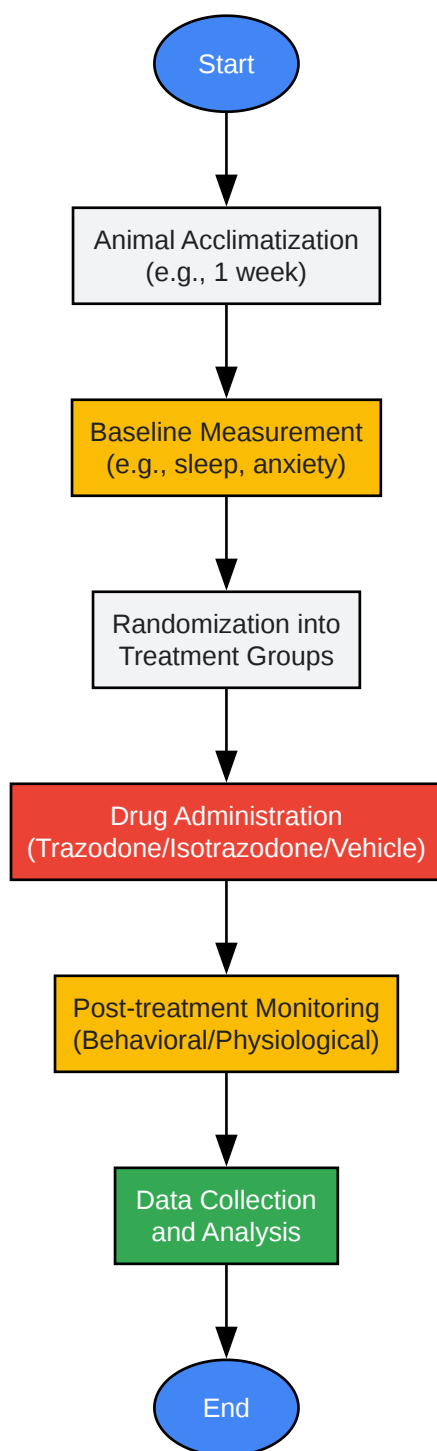 Start
Animal Acclimatization
(e.g., 1 week)
Baseline Measurement
(e.g., sleep, anxiety)
Randomization into
Treatment Groups
Drug Administration
(Trazodone/Isotrazodone/Vehicle)
Post-treatment Monitoring
(Behavioral/Physiological)
Data Collection
and Analysis
End